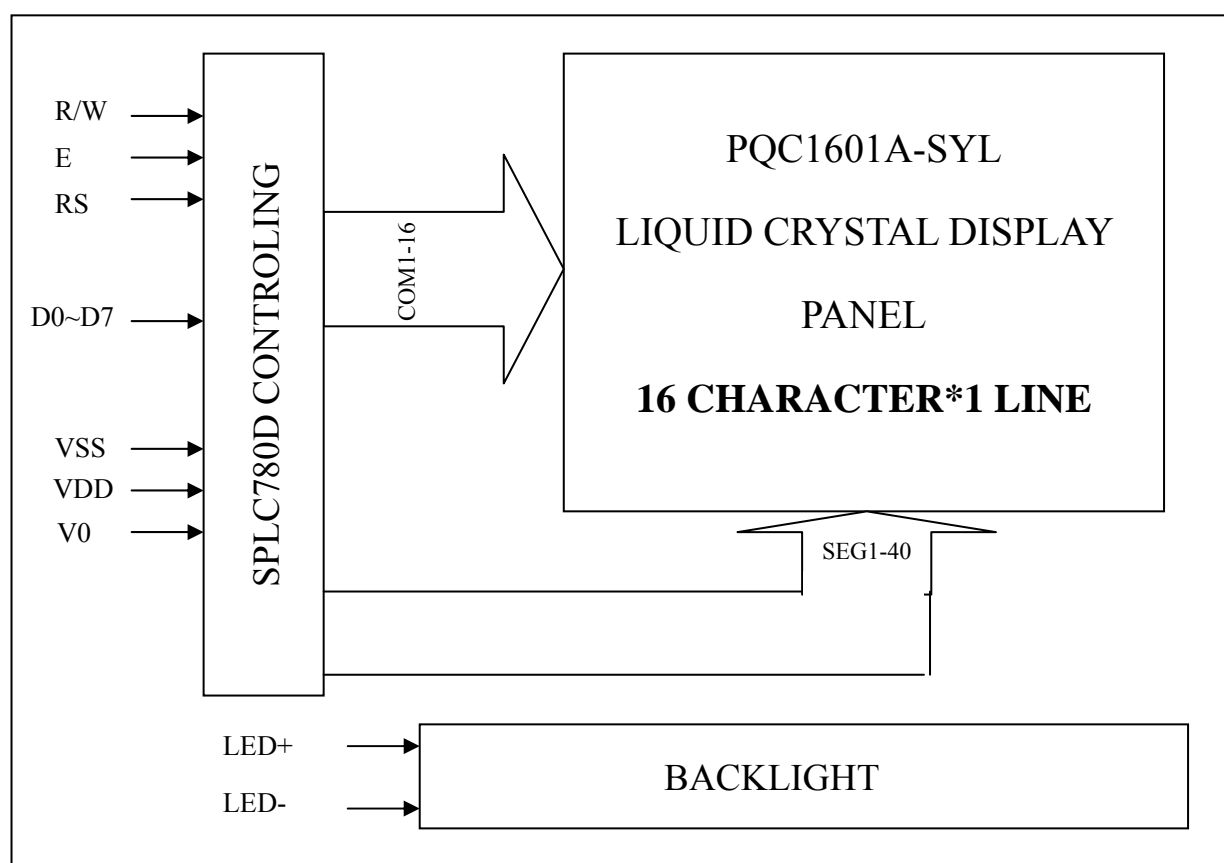 R/W
E
RS
D0~D7
VSS
VDD
V0
SPLC780D CONTROLING
COM1-16
PQC1601A-SYL
LIQUID CRYSTAL DISPLAY
PANEL
16 CHARACTER*1 LINE
SEG1-40
LED+
LED-
BACKLIGHT